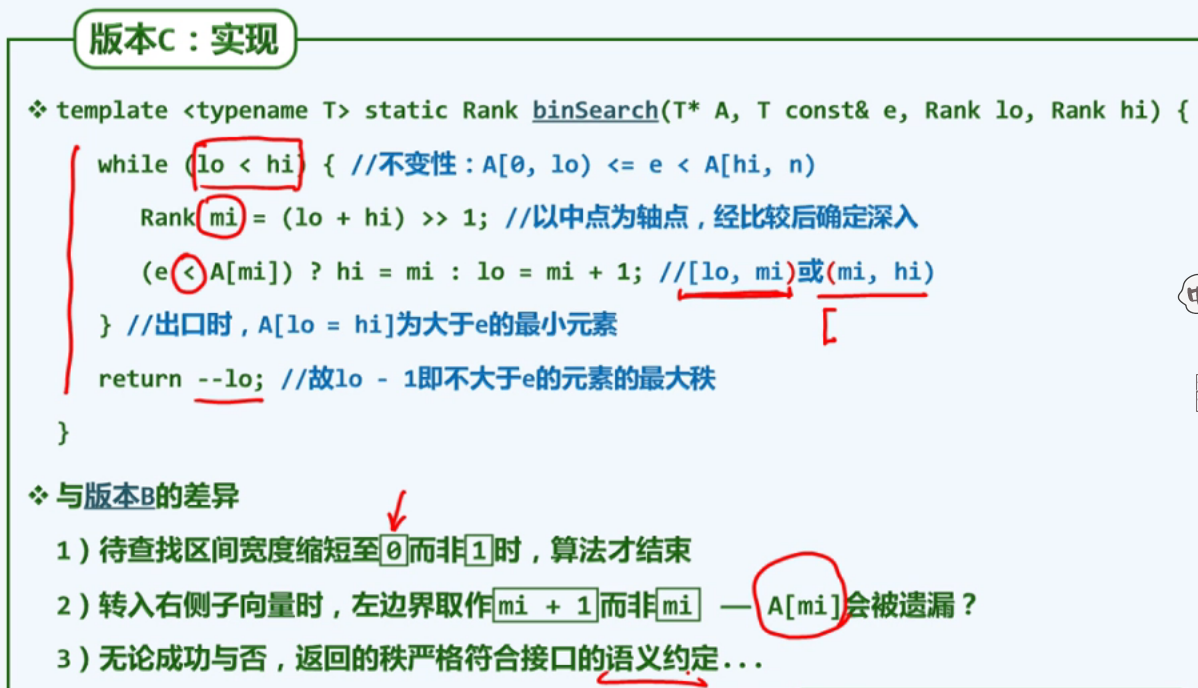 版本C：实现
❖ template <typename T> static Rank binSearch(T* A, T const& e, Rank lo, Rank hi) {
while (lo < hi) { //不变性：A[0, lo) <= e < A[hi, n)
Rank mi = (lo + hi) >> 1; //以中点为轴点，经比较后确定深入
(e < A[mi]) ? hi = mi : lo = mi + 1; //[lo, mi)或(mi, hi)
[
} //出口时，A[lo = hi]为大于e的最小元素
return --lo; //故lo - 1即不大于e的元素的最大秩
}
❖ 与版本B的差异
1）待查找区间宽度缩短至0而非1时，算法才结束
2）转入右侧子向量时，左边界取作mi + 1而非mi — A[mi]会被遗漏？
3）无论成功与否，返回的秩严格符合接口的语义约定...